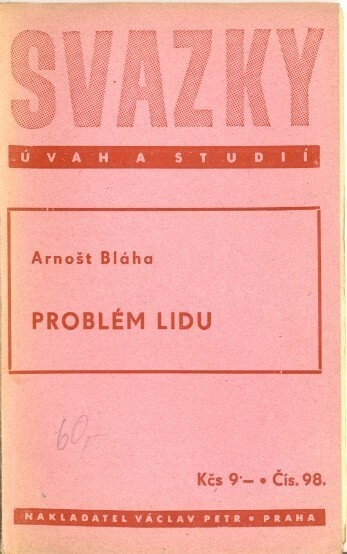 SVAZKY
ÚVAH A STUDIÍ
Arnošt Bláha
PROBLÉM LIDU
60,-
Kčs 9·— • Čís. 98.
NAKLADATEL VÁCLAV PETR • PRAHA